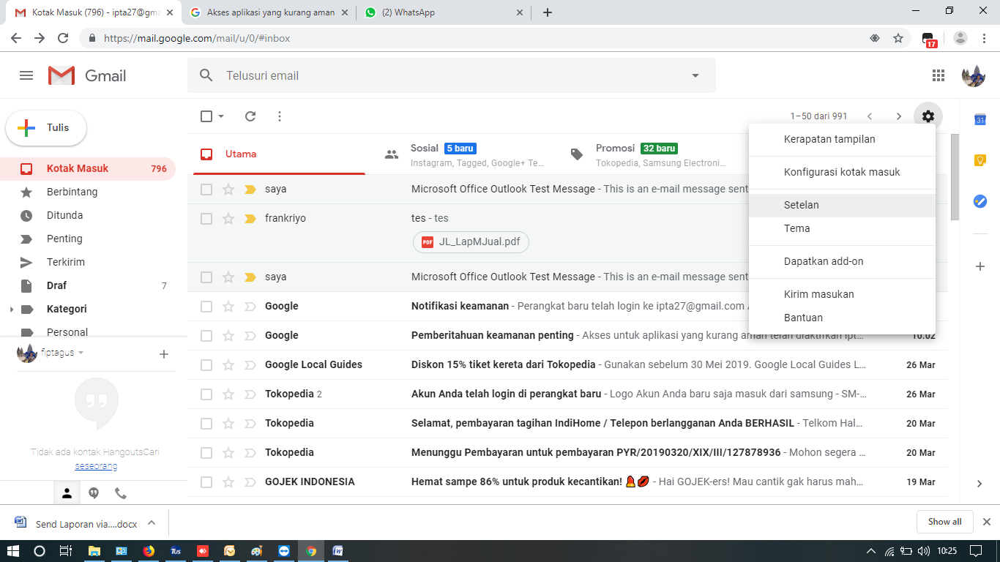 Kotak Masuk (796) - ipta27@gma
Akses aplikasi yang kurang aman
(2) WhatsApp
https://mail.google.com/mail/u/0/#inbox
17
Gmail
Telusuri email
Tulis
1–50 dari 991
31
Kerapatan tampilan
Konfigurasi kotak masuk
Setelan
Tema
Dapatkan add-on
Kirim masukan
Bantuan
Kotak Masuk 796
Berbintang
Ditunda
Penting
Terkirim
Draf 7
Kategori
Personal
fiptagus
Tidak ada kontak HangoutsCari
seseorang
Utama
Sosial 5 baru
Instagram, Tagged, Google+ Te…
Promosi 32 baru
Tokopedia, Samsung Electroni…
saya Microsoft Office Outlook Test Message - This is an e-mail message sent
frankriyo tes - tes
PDF JL_LapMJual.pdf
saya Microsoft Office Outlook Test Message - This is an e-mail message sent
Google Notifikasi keamanan - Perangkat baru telah login ke ipta27@gmail.com
Google Pemberitahuan keamanan penting - Akses untuk aplikasi yang kurang aman telah diaktifkan ipt… 10.02
Google Local Guides Diskon 15% tiket kereta dari Tokopedia - Gunakan sebelum 30 Mei 2019. Google Local Guides L… 26 Mar
Tokopedia 2 Akun Anda telah login di perangkat baru - Logo Akun Anda baru saja masuk dari samsung - SM-… 26 Mar
Tokopedia Selamat, pembayaran tagihan IndiHome / Telepon berlangganan Anda BERHASIL - Telkom Hal… 20 Mar
Tokopedia Menunggu Pembayaran untuk pembayaran PYR/20190320/XIX/III/127878936 - Mohon segera … 20 Mar
GOJEK INDONESIA Hemat sampe 86% untuk produk kecantikan! 💄💋 - Hai GOJEK-ers! Mau cantik gak harus mah… 19 Mar
Send Laporan via....docx
Show all
Tus
10:25